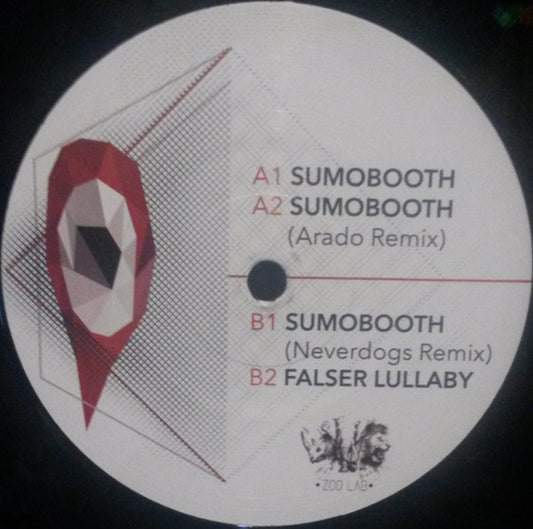 A1 SUMOBOOTH
A2 SUMOBOOTH
(Arado Remix)
B1 SUMOBOOTH
(Neverdogs Remix)
B2 FALSER LULLABY
• ZOO LAB •